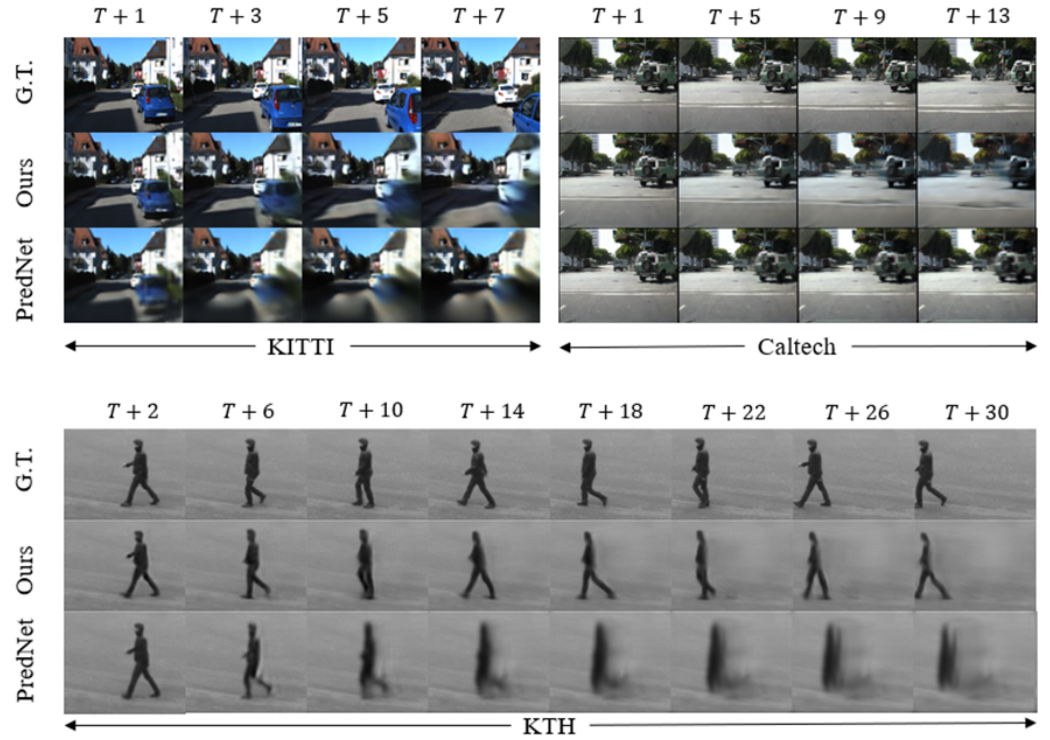 T + 1 T + 3 T + 5 T + 7 T + 1 T + 5 T + 9 T + 13
G.T.
Ours
PredNet
KITTI Caltech
T + 2 T + 6 T + 10 T + 14 T + 18 T + 22 T + 26 T + 30
G.T.
Ours
PredNet
KTH